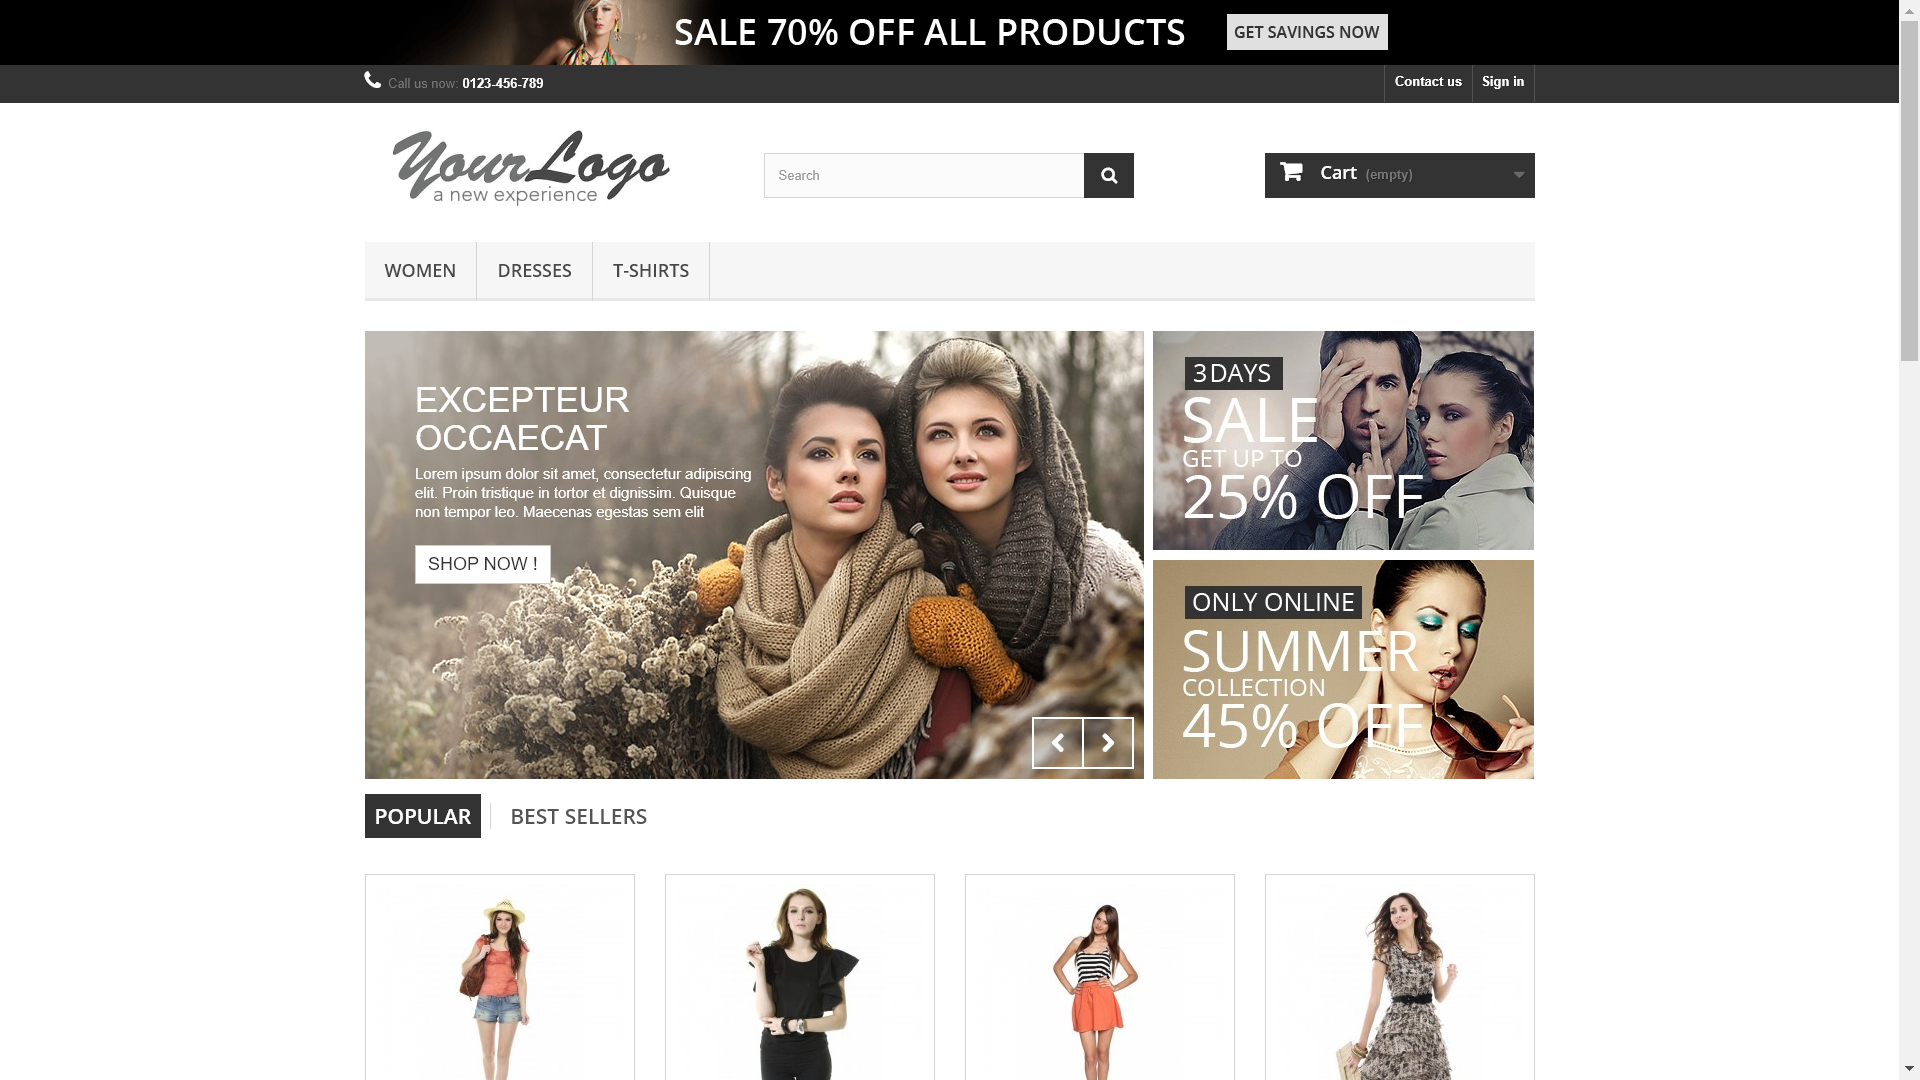 SALE 70% OFF ALL PRODUCTS
GET SAVINGS NOW
Call us now: 0123-456-789
Contact us
Sign in
YourLogo
a new experience
Search
Cart (empty)
WOMEN
DRESSES
T-SHIRTS
EXCEPTEUR
OCCAECAT
Lorem ipsum dolor sit amet, consectetur adipiscing
elit. Proin tristique in tortor et dignissim. Quisque
non tempor leo. Maecenas egestas sem elit
SHOP NOW !
3DAYS
SALE
GET UP TO
25% OFF
ONLY ONLINE
SUMMER
COLLECTION
45% OFF
POPULAR
BEST SELLERS